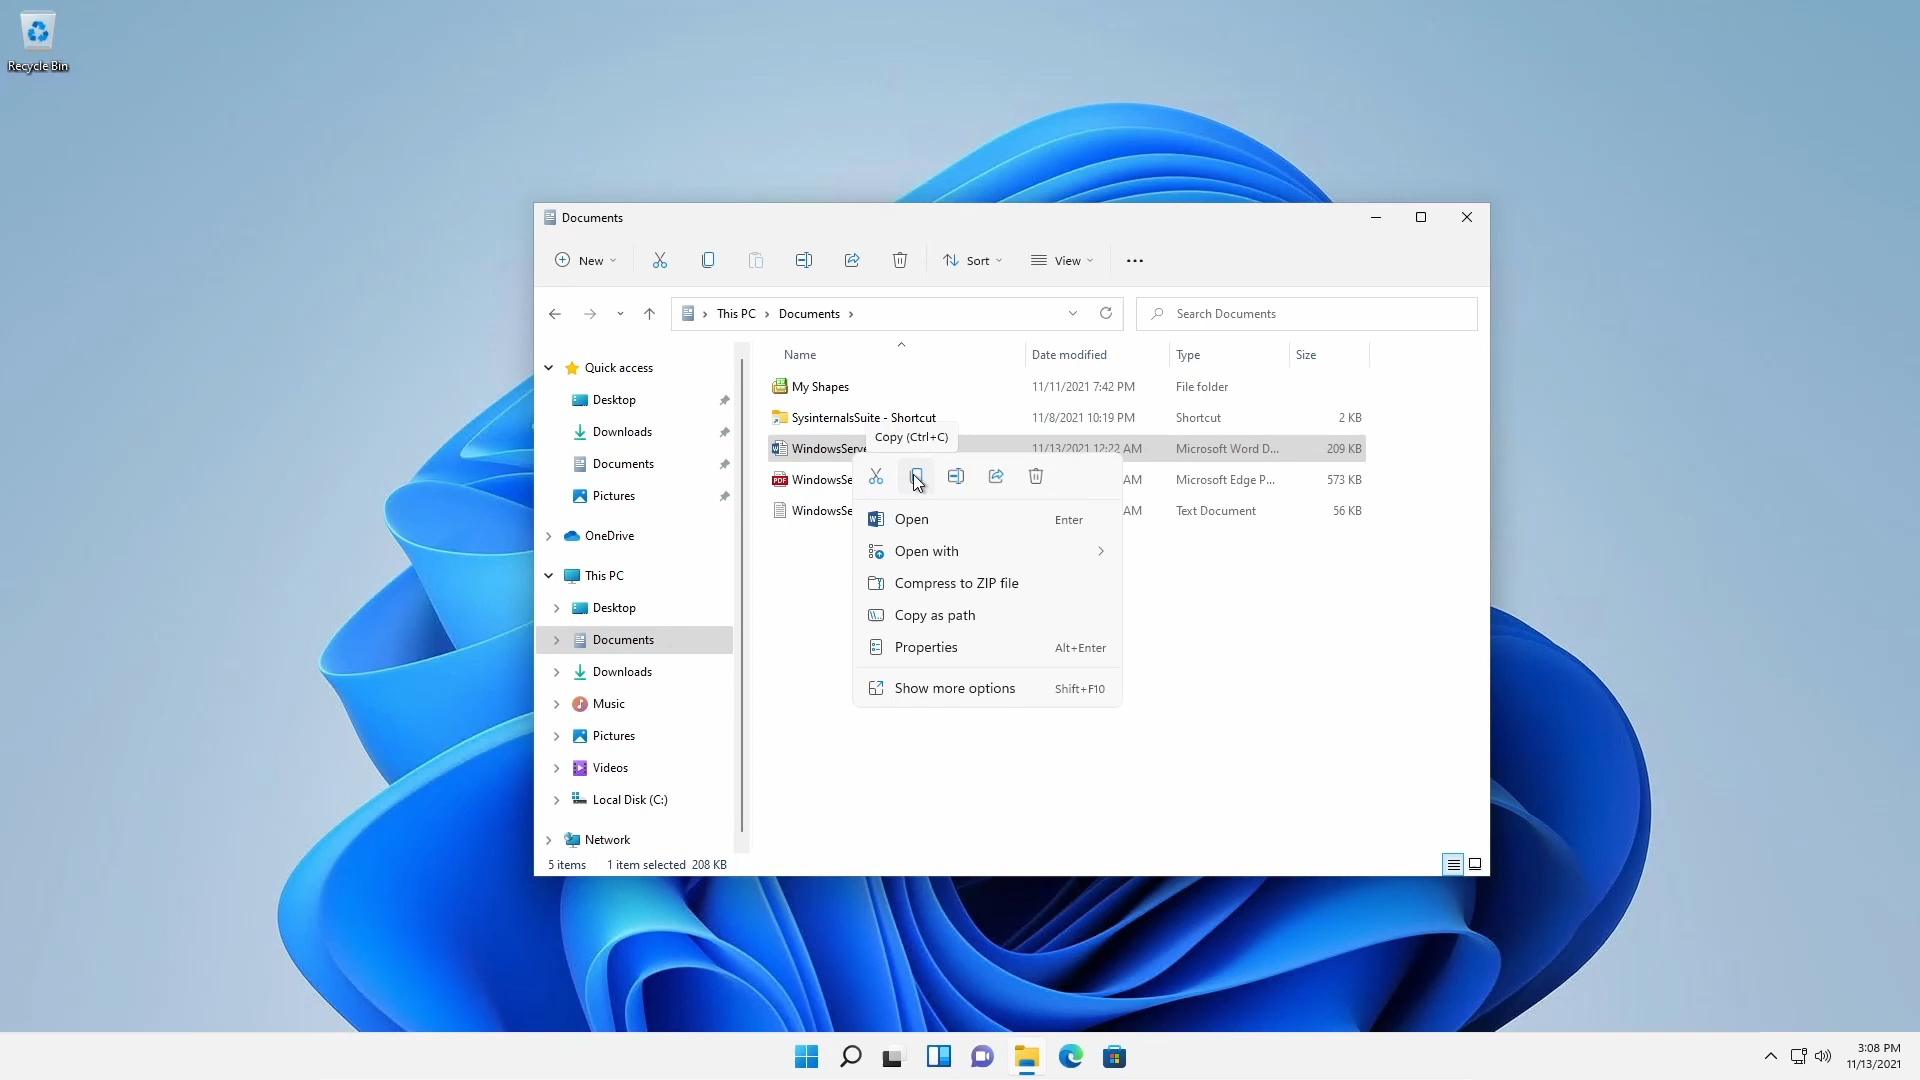 Recycle Bin
Documents
New
Sort
View
This PC
Documents
Search Documents
Name
Date modified
Type
Size
Quick access
Desktop
Downloads
Documents
Pictures
OneDrive
This PC
Desktop
Documents
Downloads
Music
Pictures
Videos
Local Disk (C:)
Network
My Shapes 11/11/2021 7:42 PM File folder
SysinternalsSuite - Shortcut 11/8/2021 10:19 PM Shortcut 2 KB
Copy (Ctrl+C)
WindowsServe 11/13/2021 12:22 AM Microsoft Word D... 209 KB
WindowsSe AM Microsoft Edge P... 573 KB
WindowsSe AM Text Document 56 KB
PDF
Open Enter
Open with
Compress to ZIP file
Copy as path
Properties Alt+Enter
Show more options Shift+F10
5 items 1 item selected 208 KB
3:08 PM
11/13/2021